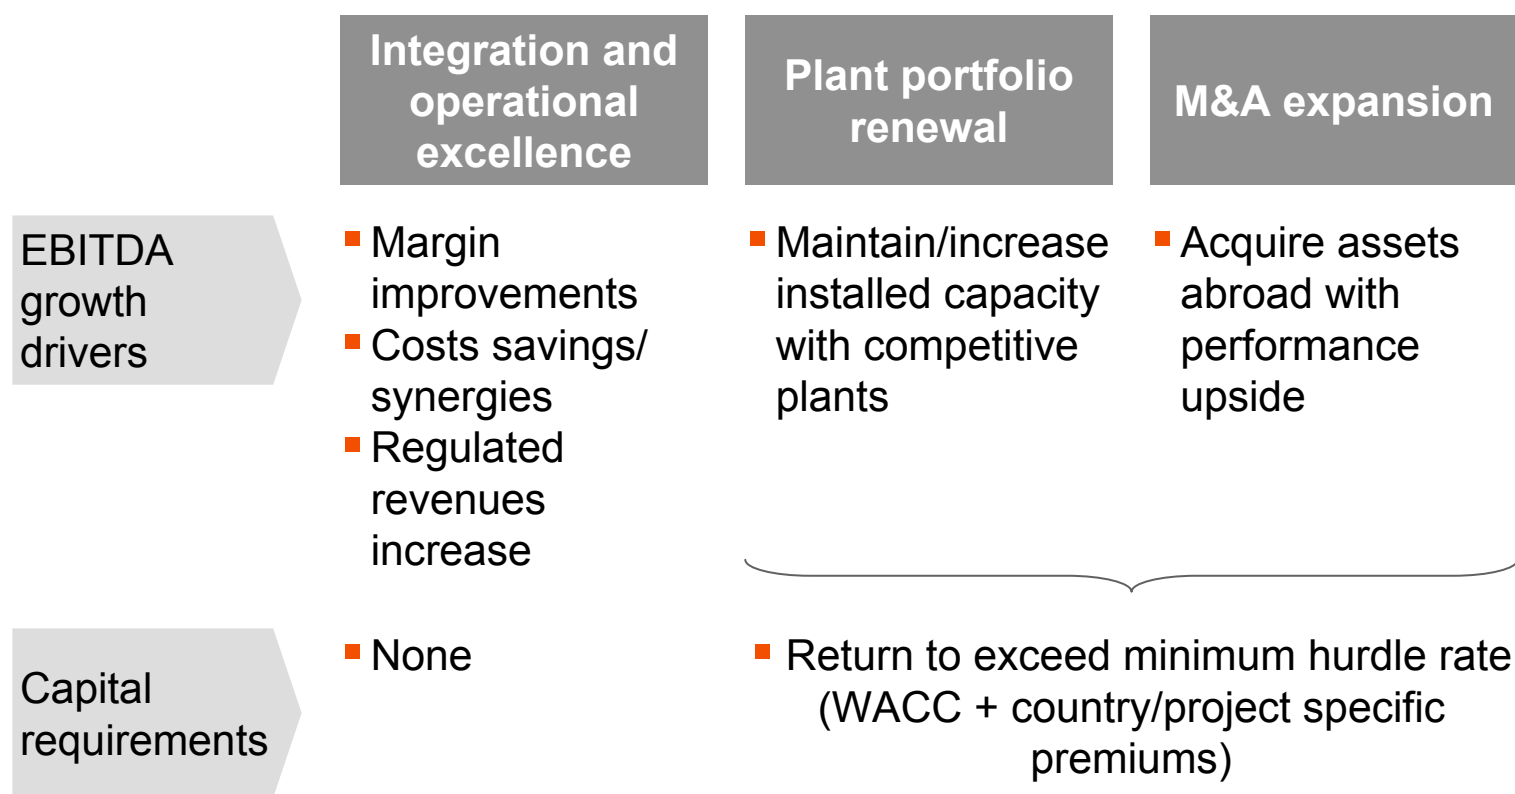 Integration and
operational
excellence
Plant portfolio
renewal
M&A expansion
EBITDA
growth
drivers
Margin
improvements
Costs savings/
synergies
Regulated
revenues
increase
Maintain/increase
installed capacity
with competitive
plants
Acquire assets
abroad with
performance
upside
Capital
requirements
None
Return to exceed minimum hurdle rate
(WACC + country/project specific
premiums)